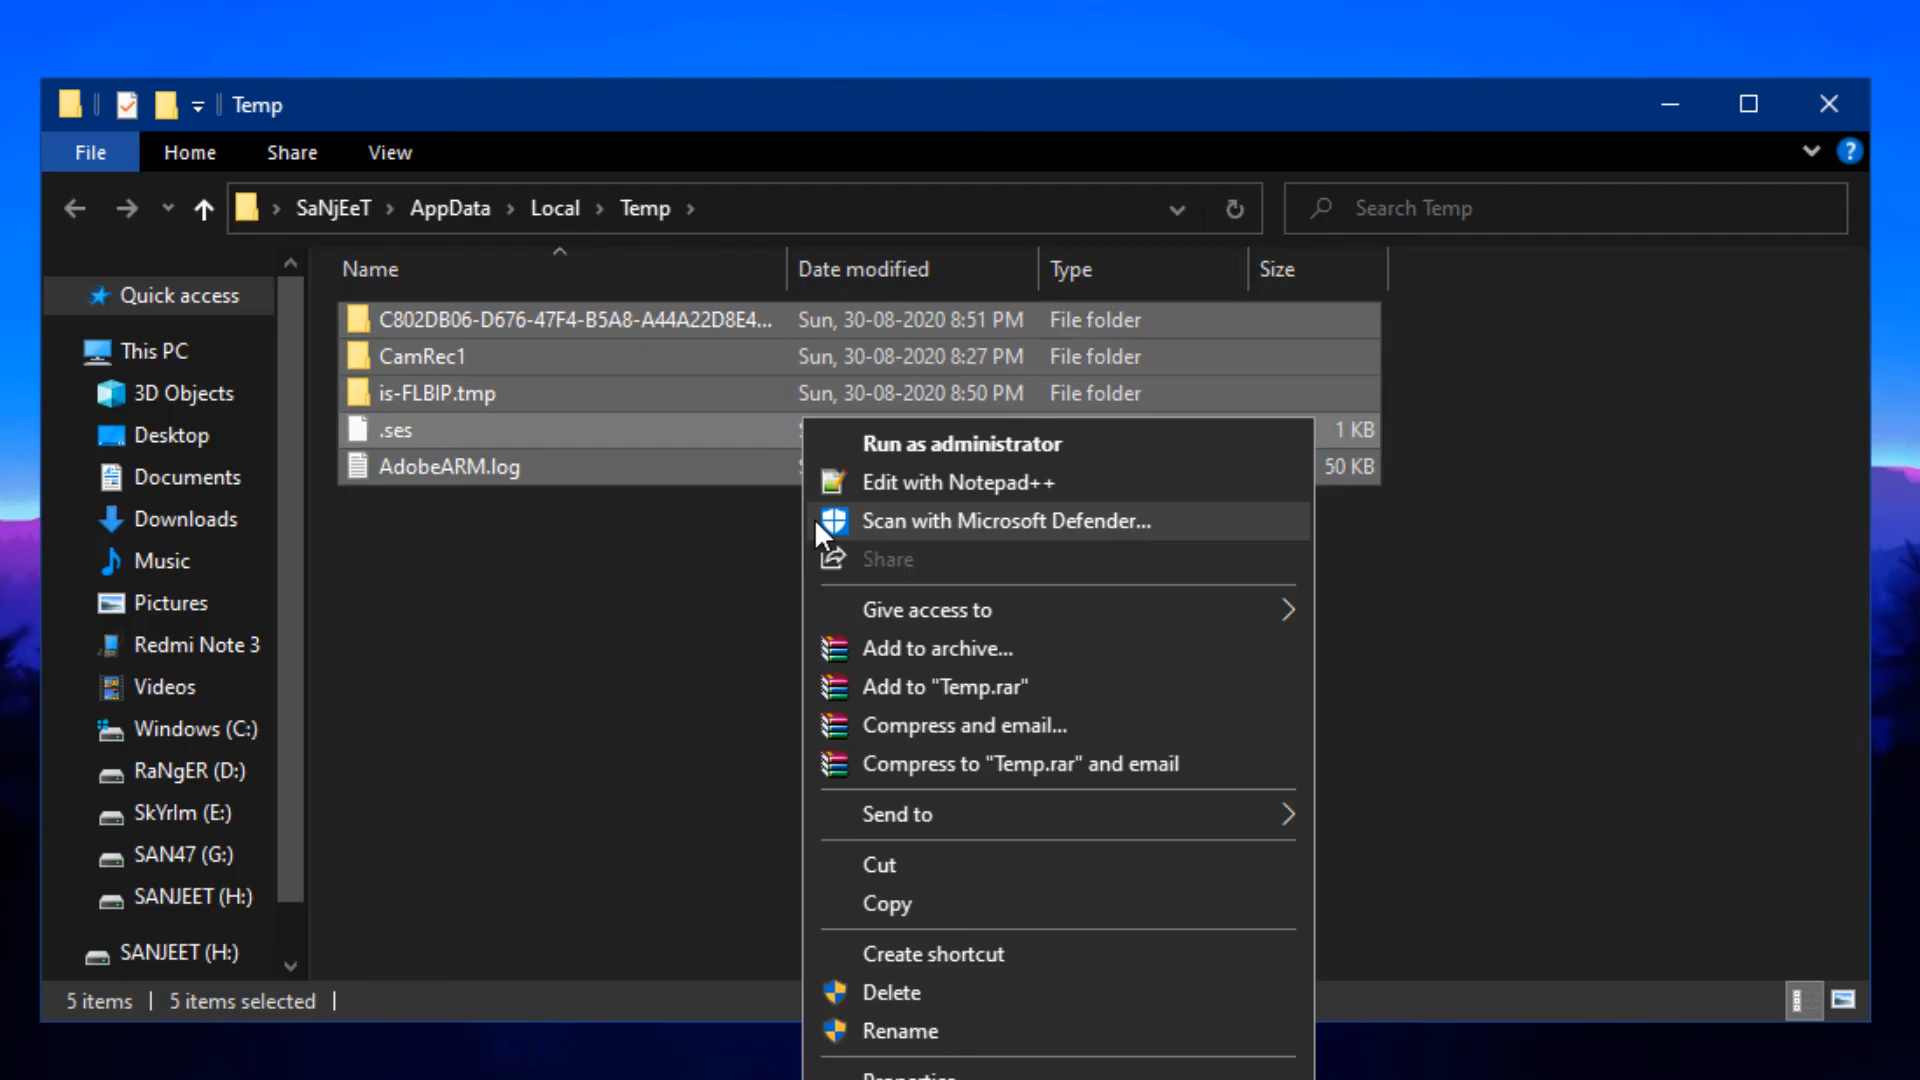 Temp
File Home Share View ?
SaNjEeT AppData Local Temp Search Temp
Name Date modified Type Size
Quick access
This PC
3D Objects
Desktop
Documents
Downloads
Music
Pictures
Redmi Note 3
Videos
Windows (C:)
RaNgER (D:)
SkYrIm (E:)
SAN47 (G:)
SANJEET (H:)
SANJEET (H:)
C802DB06-D676-47F4-B5A8-A44A22D8E4... Sun, 30-08-2020 8:51 PM File folder
CamRec1 Sun, 30-08-2020 8:27 PM File folder
is-FLBIP.tmp Sun, 30-08-2020 8:50 PM File folder
.ses 1 KB
AdobeARM.log 50 KB
Run as administrator
Edit with Notepad++
Scan with Microsoft Defender...
Share
Give access to
Add to archive...
Add to "Temp.rar"
Compress and email...
Compress to "Temp.rar" and email
Send to
Cut
Copy
Create shortcut
Delete
Rename
Properties
5 items 5 items selected